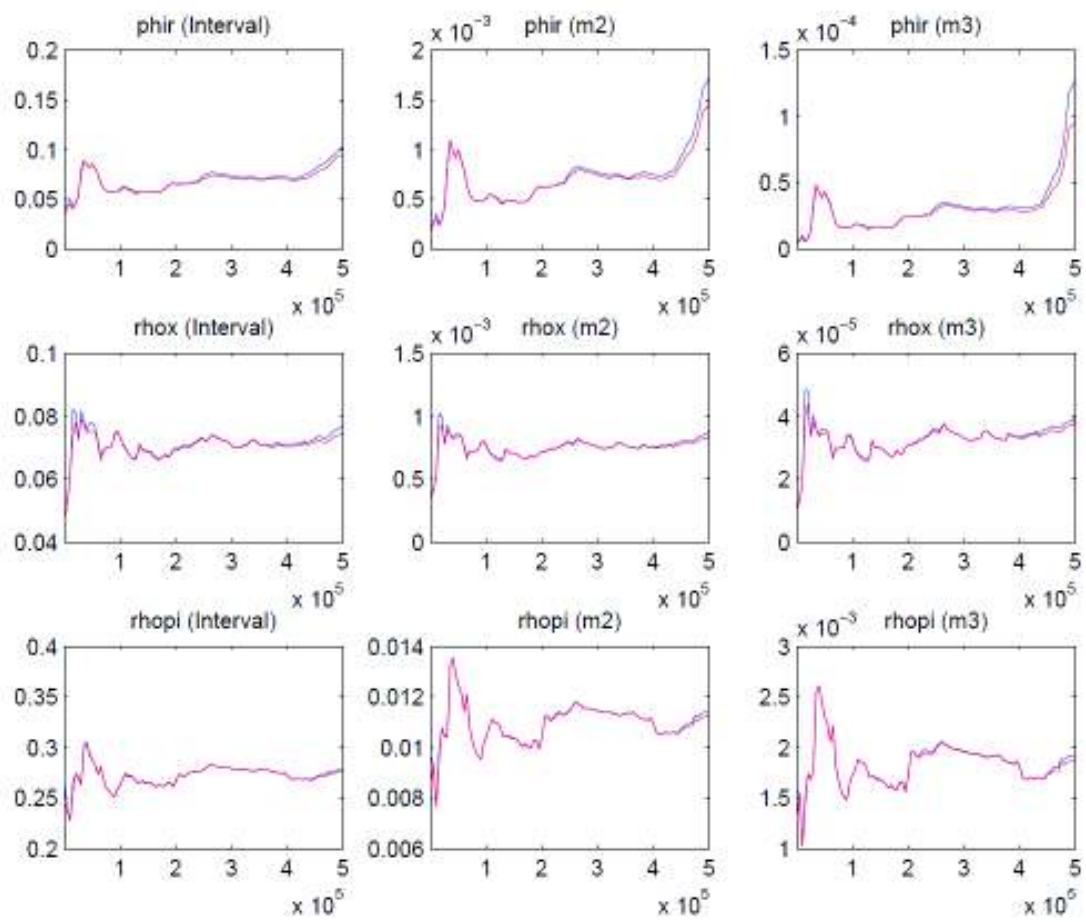 phir (Interval)
0.2
0.15
0.1
0.05
0
1 2 3 4 5
x 10^5
x 10^-3 phir (m2)
2
1.5
1
0.5
0
1 2 3 4 5
x 10^5
x 10^-4 phir (m3)
1.5
1
0.5
0
1 2 3 4 5
x 10^5
rhox (Interval)
0.1
0.08
0.06
0.04
1 2 3 4 5
x 10^5
x 10^-3 rhox (m2)
1.5
1
0.5
0
1 2 3 4 5
x 10^5
x 10^-5 rhox (m3)
6
4
2
0
1 2 3 4 5
x 10^5
rhopi (Interval)
0.4
0.35
0.3
0.25
0.2
1 2 3 4 5
x 10^5
rhopi (m2)
0.014
0.012
0.01
0.008
0.006
1 2 3 4 5
x 10^5
x 10^-3 rhopi (m3)
3
2.5
2
1.5
1
1 2 3 4 5
x 10^5